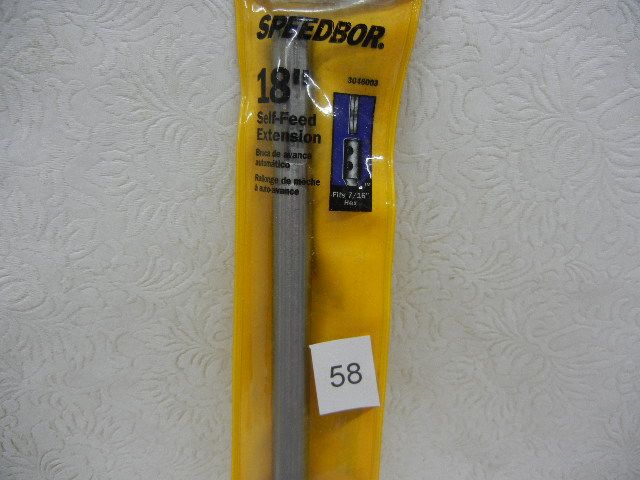 SPEEDBOR.
18"
3046003
Self-Feed
Extension
Broca de avance
automático
Ralonge de mèche
à auto-avance
Fits 7/16"
Hex
58